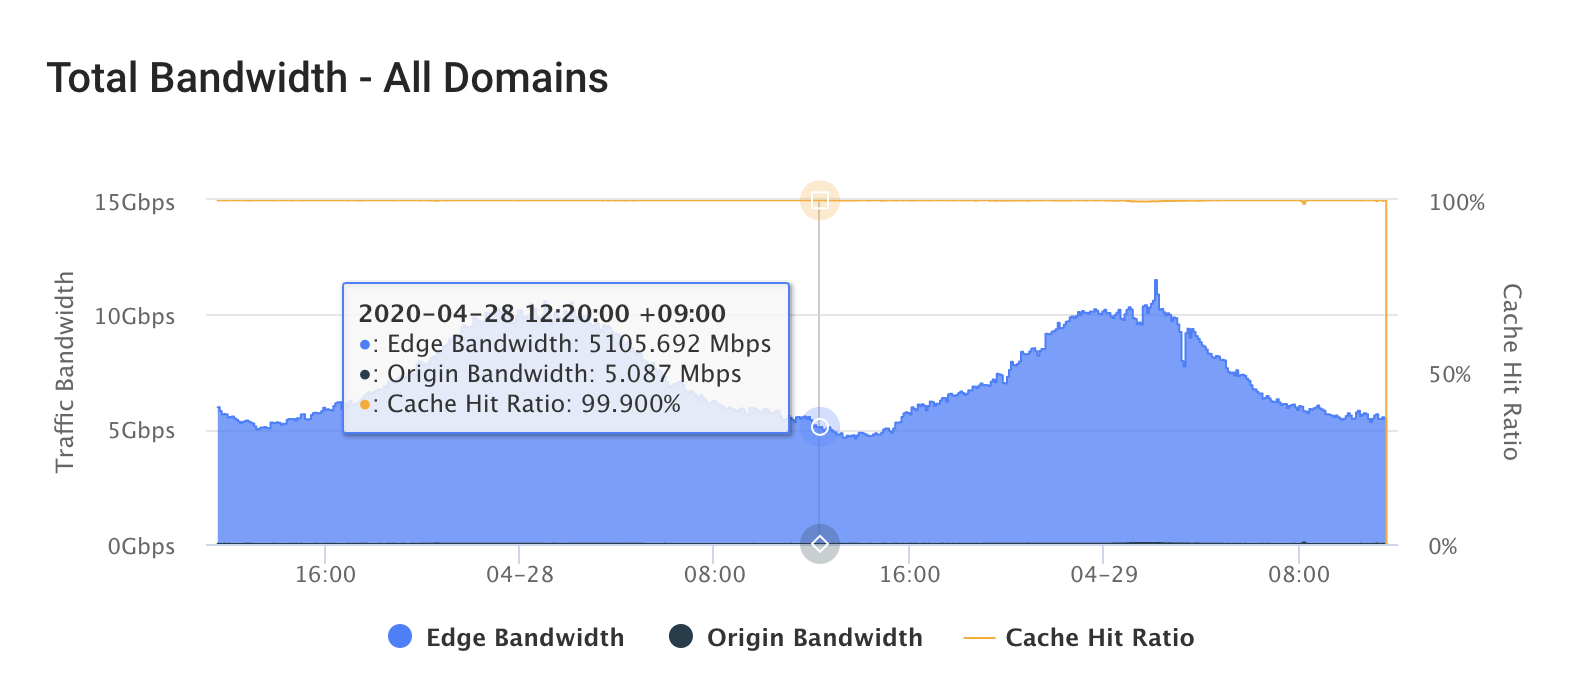 Total Bandwidth - All Domains
15Gbps
10Gbps
5Gbps
0Gbps
Traffic Bandwidth
2020-04-28 12:20:00 +09:00
●: Edge Bandwidth: 5105.692 Mbps
●: Origin Bandwidth: 5.087 Mbps
●: Cache Hit Ratio: 99.900%
100%
50%
0%
Cache Hit Ratio
16:00 04-28 08:00 16:00 04-29 08:00
Edge Bandwidth Origin Bandwidth Cache Hit Ratio